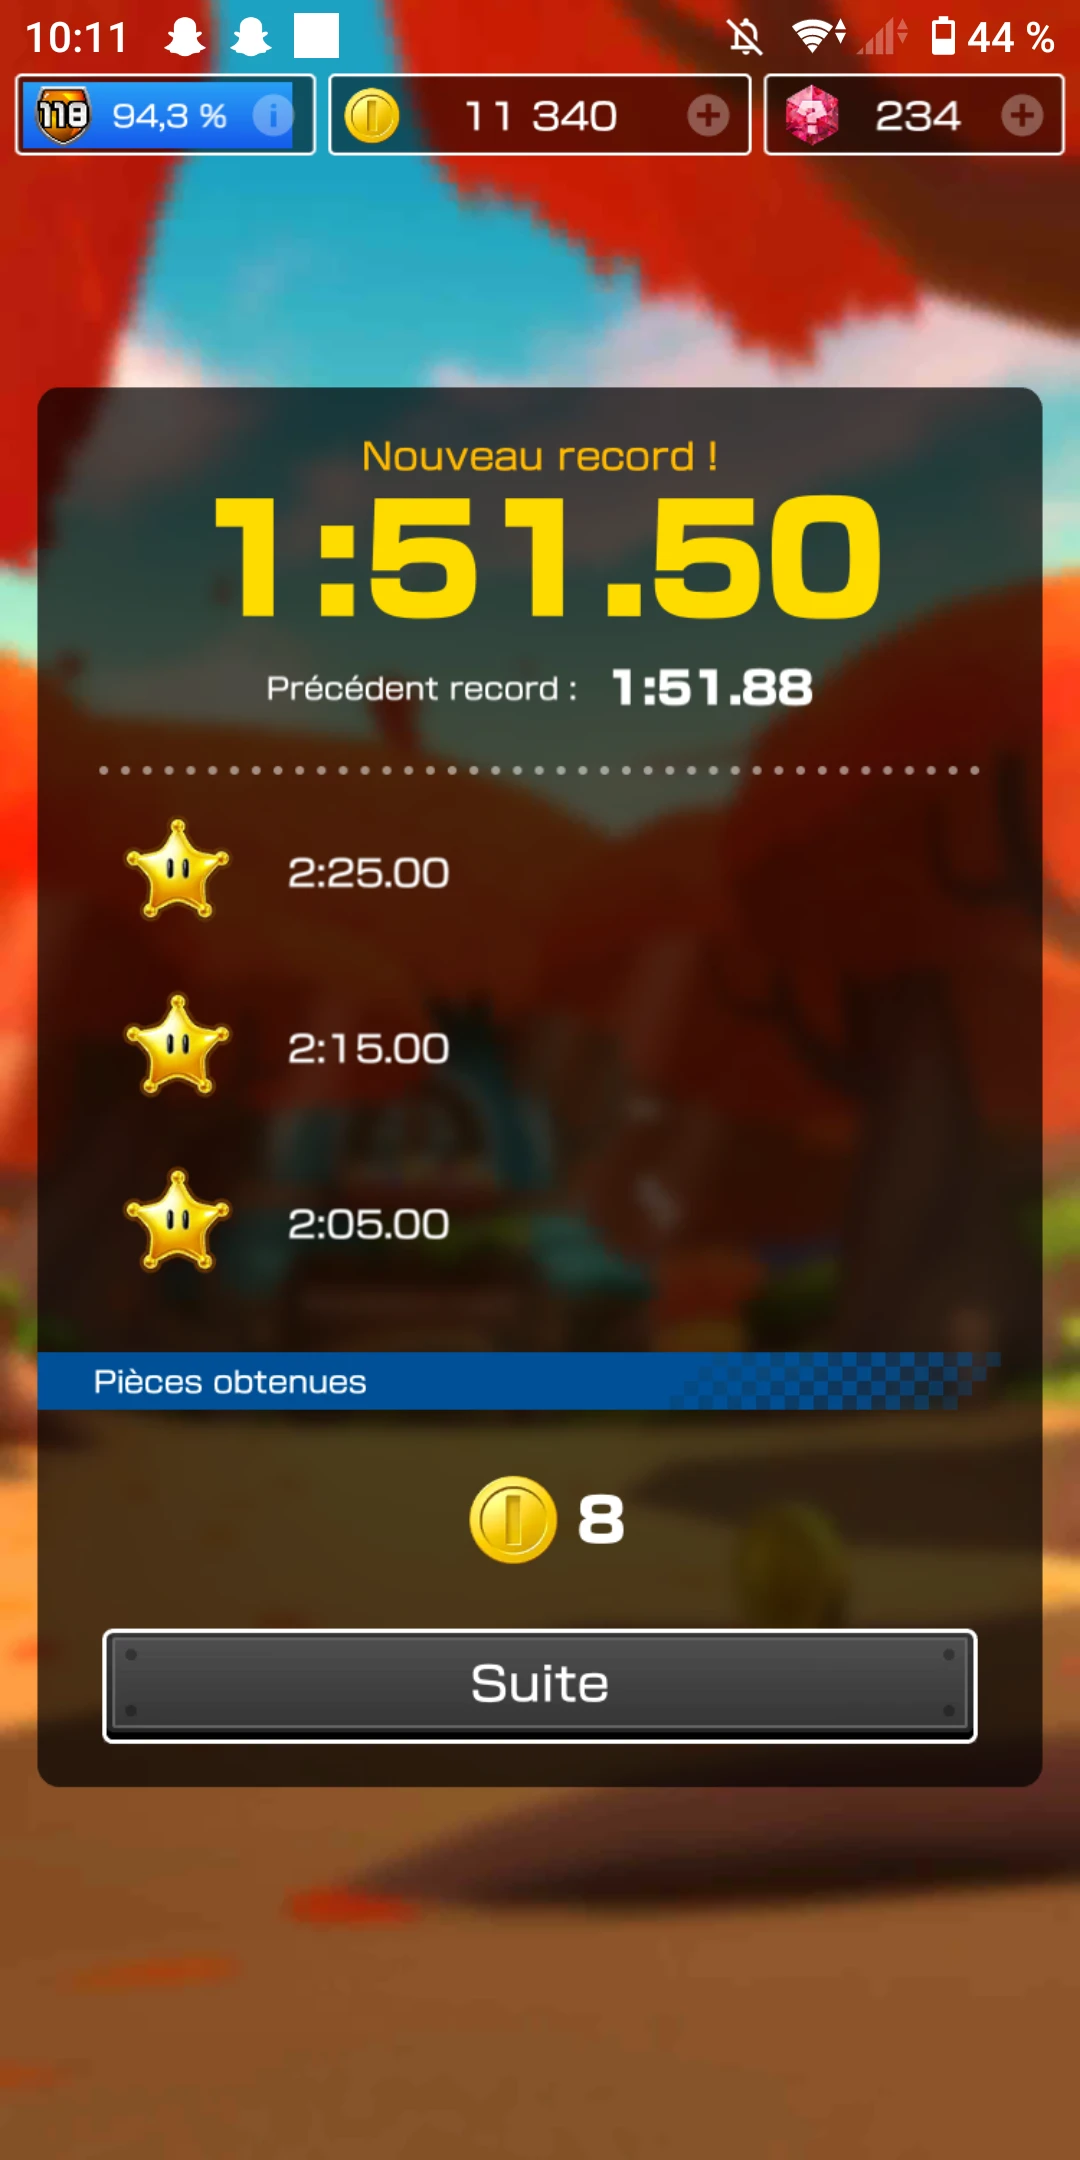 10:11
44 %
118 94,3 % i
11 340 +
234 +
Nouveau record !
1:51.50
Précédent record : 1:51.88
2:25.00
2:15.00
2:05.00
Pièces obtenues
8
Suite